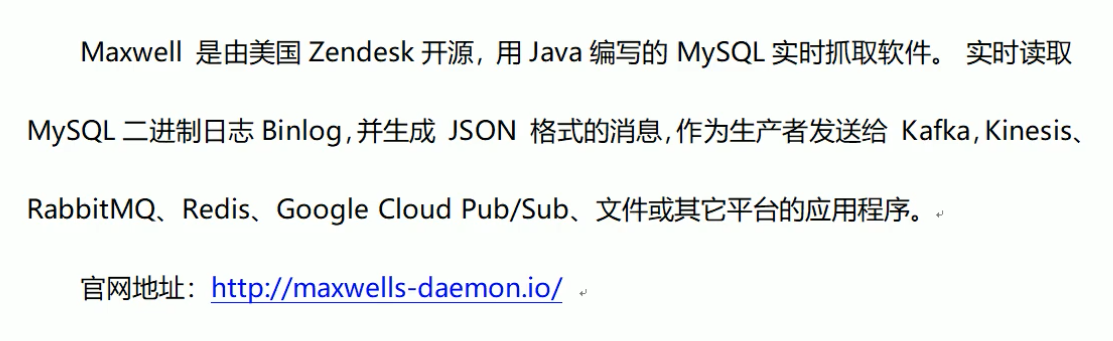 Maxwell 是由美国 Zendesk 开源，用 Java 编写的 MySQL 实时抓取软件。 实时读取
MySQL 二进制日志 Binlog，并生成 JSON 格式的消息，作为生产者发送给 Kafka，Kinesis、
RabbitMQ、Redis、Google Cloud Pub/Sub、文件或其它平台的应用程序。
官网地址：http://maxwells-daemon.io/